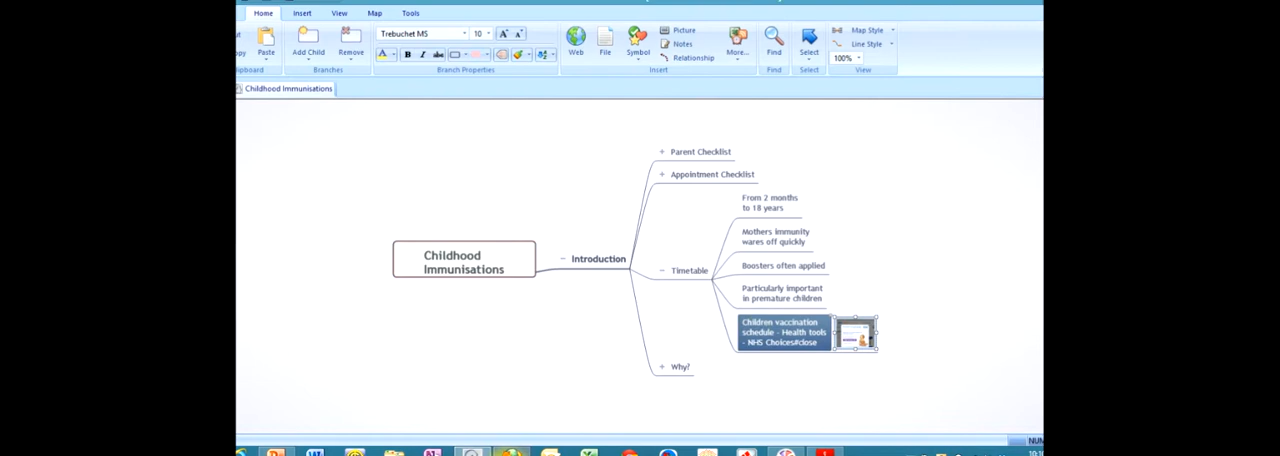 Home Insert View Map Tools
Trebuchet MS 10 A A
Picture Map Style
Notes Line Style
Paste Add Child Remove B I abc A Web File Symbol Relationship More... Find Select 100%
Branches Branch Properties Insert Find Select View
Childhood Immunisations
Parent Checklist
Appointment Checklist
From 2 months
to 18 years
Mothers immunity
wares off quickly
Childhood
Immunisations
Introduction
Timetable
Boosters often applied
Particularly important
in premature children
Children vaccination
schedule - Health tools
- NHS Choices#close
Why?
NUM